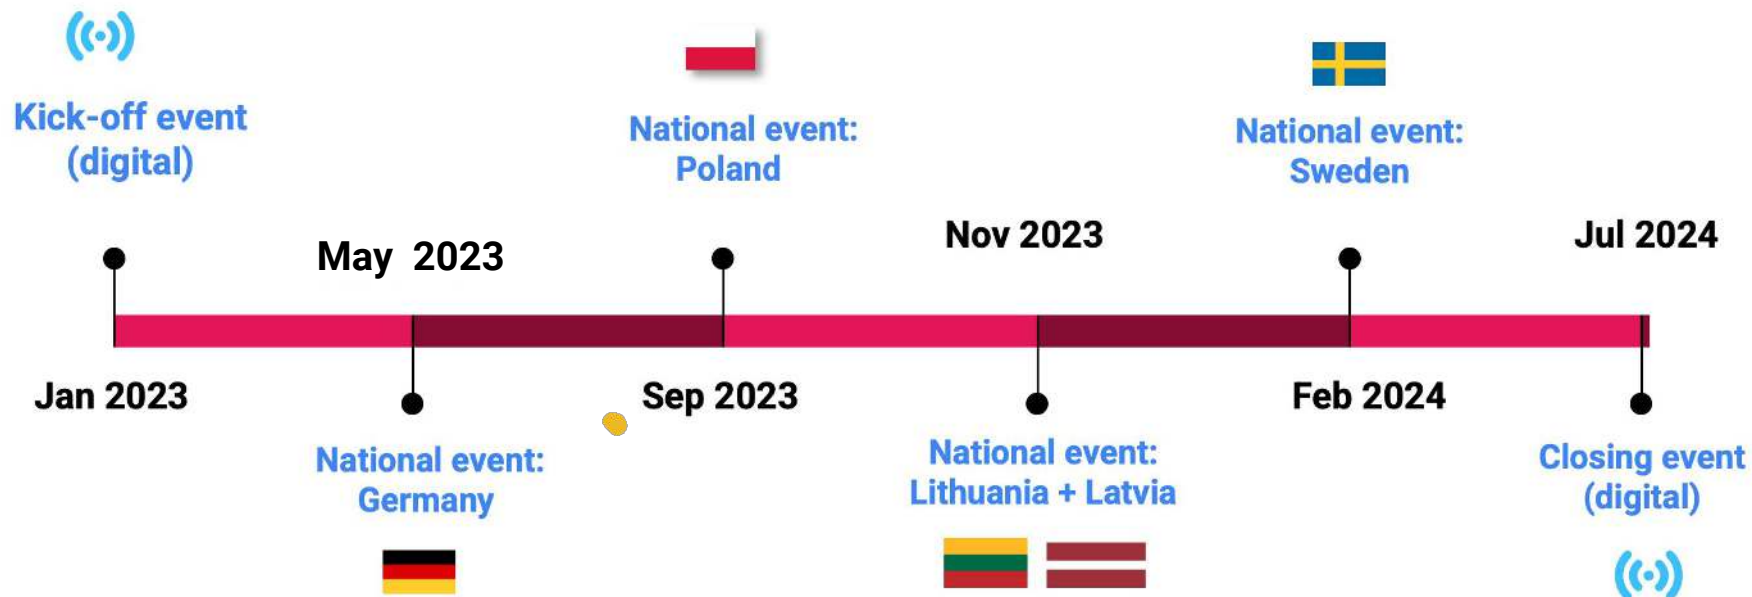 Kick-off event
(digital)
National event:
Poland
National event:
Sweden
May 2023
Nov 2023
Jul 2024
Jan 2023
Sep 2023
Feb 2024
National event:
Germany
National event:
Lithuania + Latvia
Closing event
(digital)